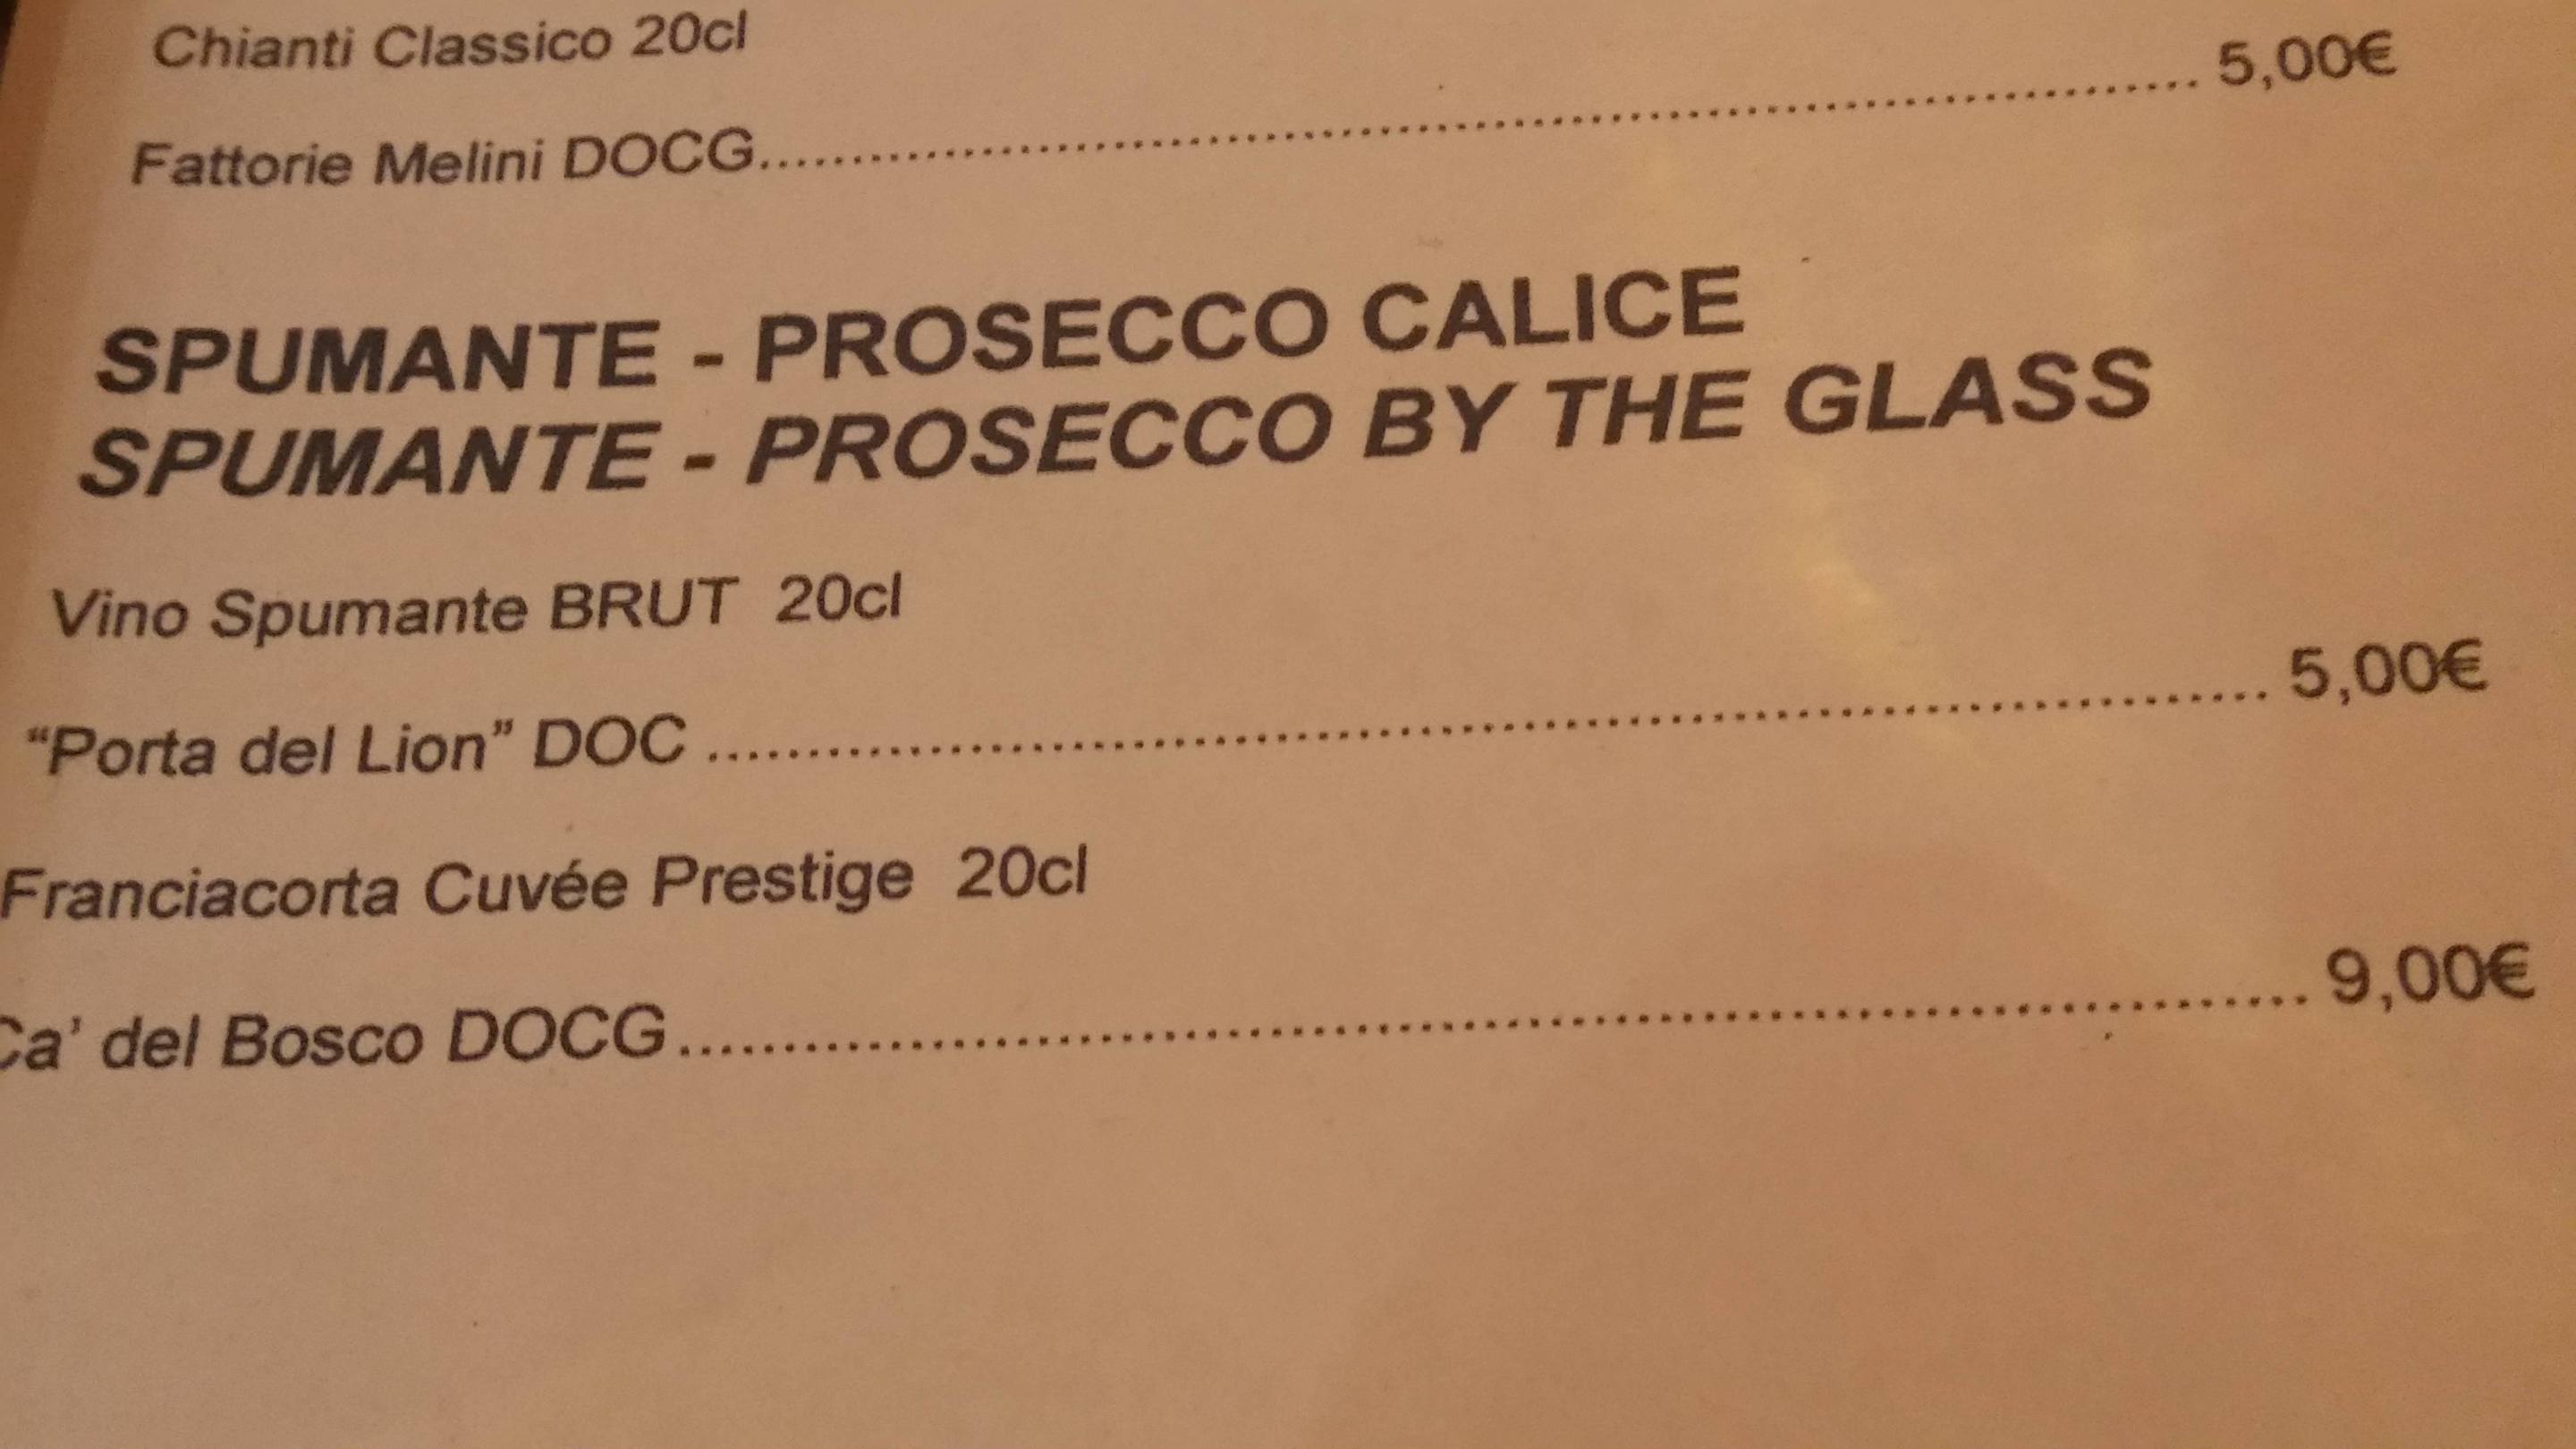 Chianti Classico 20cl
Fattorie Melini DOCG.......................................................................................... 5,00€
SPUMANTE - PROSECCO CALICE
SPUMANTE - PROSECCO BY THE GLASS
Vino Spumante BRUT 20cl
“Porta del Lion” DOC .......................................................................................... 5,00€
Franciacorta Cuvée Prestige 20cl
Ca’ del Bosco DOCG.......................................................................................... 9,00€